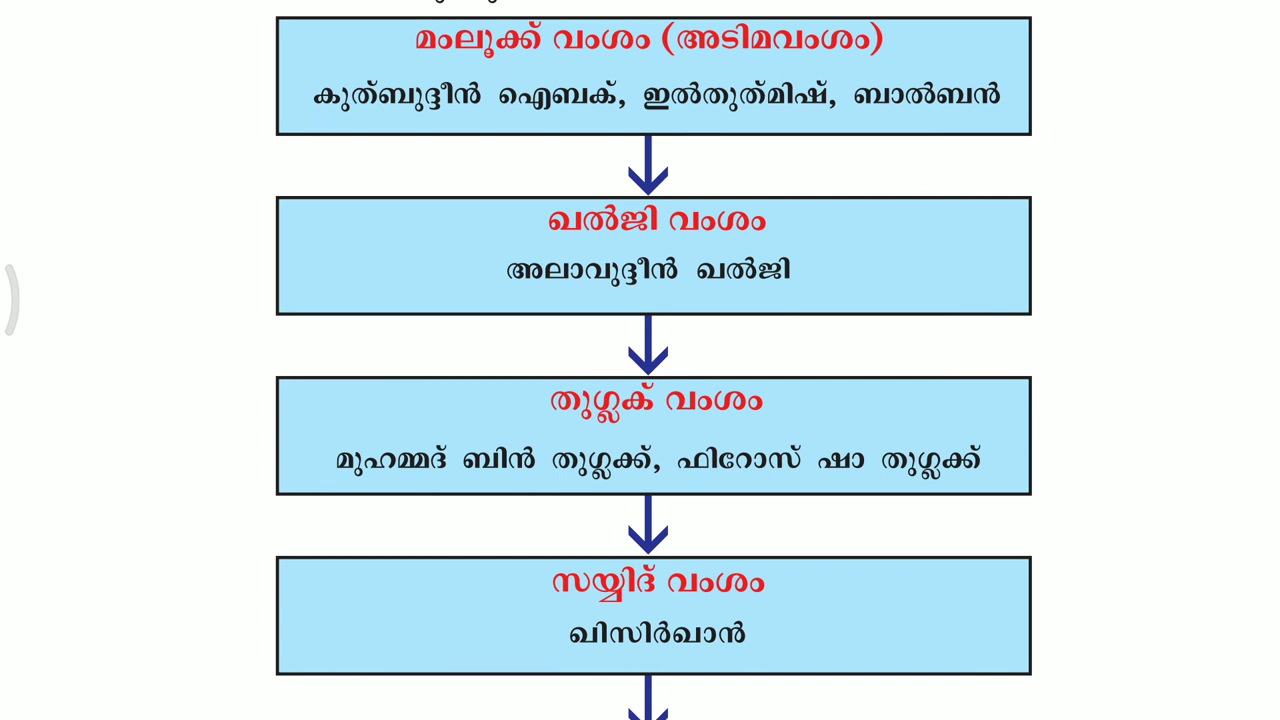 മംലൂക്ക് വംശം (അടിമവംശം)
കുത്ബുദ്ദീൻ ഐബക്, ഇൽതുത്മിഷ്, ബാൽബൻ
ഖൽജി വംശം
അലാവുദ്ദീൻ ഖൽജി
തുഗ്ലക് വംശം
മുഹമ്മദ് ബിൻ തുഗ്ലക്ക്, ഫിറോസ് ഷാ തുഗ്ലക്ക്
സയ്യിദ് വംശം
ഖിസിർഖാൻ